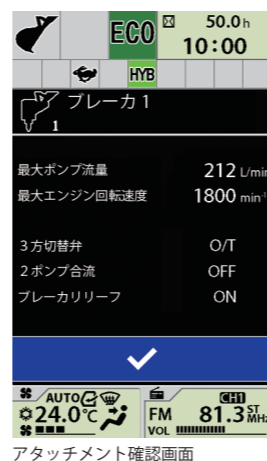 ECO 50.0h
10:00
HYB
ブレーカ 1
1
最大ポンプ流量 212 L/min
最大エンジン回転速度 1800 min⁻¹
3方切替弁 O/T
2ポンプ合流 OFF
ブレーカリリーフ ON
AUTO CH1
24.0℃ FM 81.3 ST MHz
VOL
アタッチメント確認画面